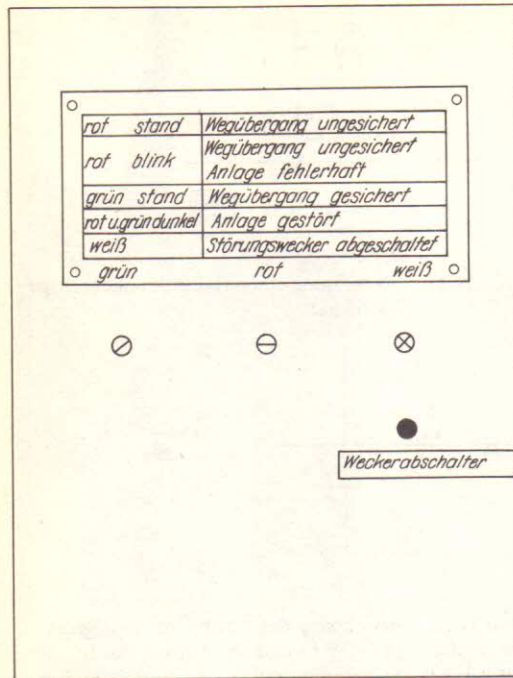 rot stand Wegübergang ungesichert
rot blink Wegübergang ungesichert
Anlage fehlerhaft
grün stand Wegübergang gesichert
rot u. grün dunkel Anlage gestört
weiß Störungswecker abgeschaltet
grün rot weiß
Weckerabschalter